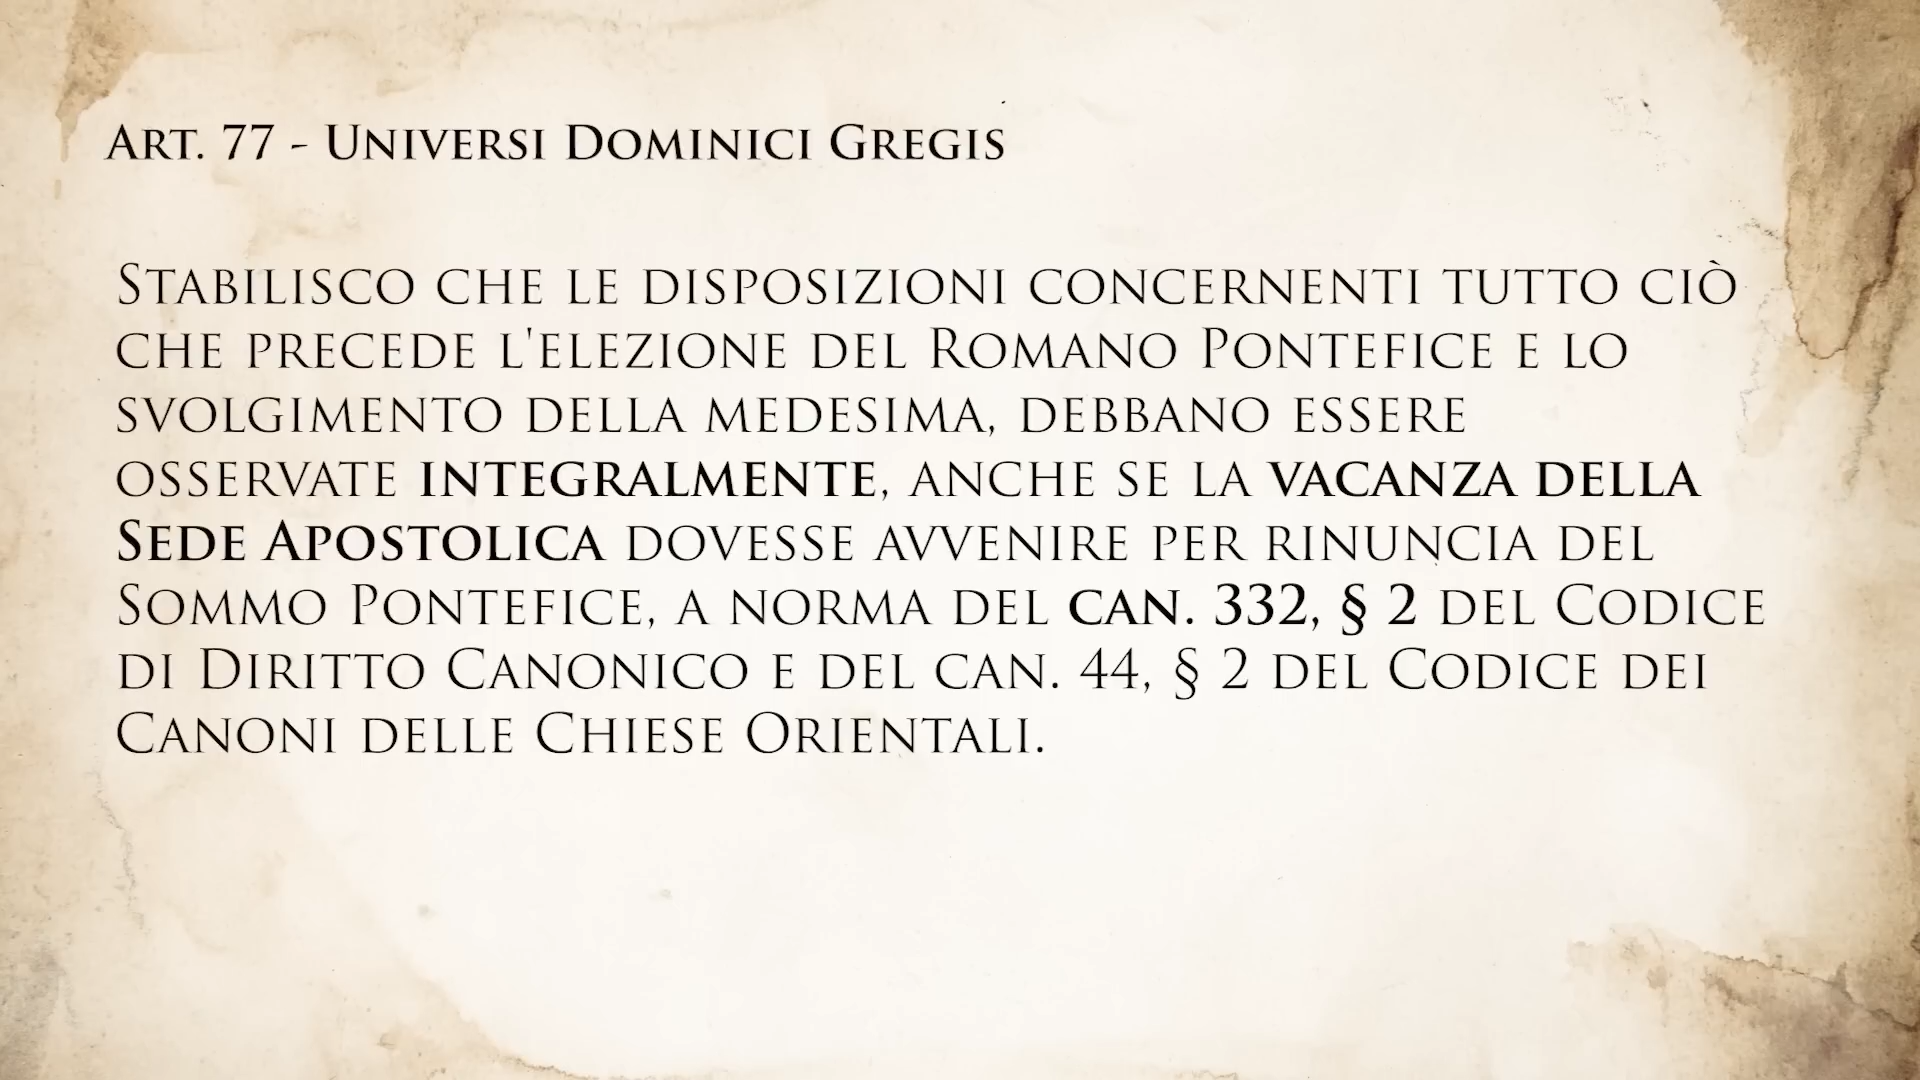 Art. 77 - Universi Dominici Gregis
Stabilisco che le disposizioni concernenti tutto ciò
che precede l'elezione del Romano Pontefice e lo
svolgimento della medesima, debbano essere
osservate integralmente, anche se la vacanza della
Sede Apostolica dovesse avvenire per rinuncia del
Sommo Pontefice, a norma del can. 332, § 2 del Codice
di Diritto Canonico e del can. 44, § 2 del Codice dei
Canoni delle Chiese Orientali.